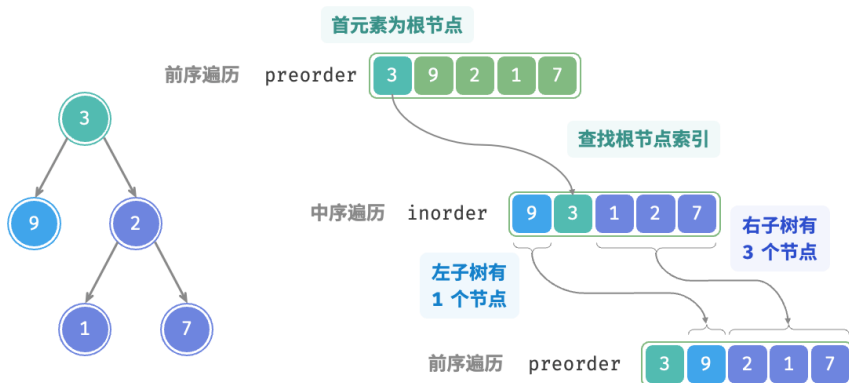 首元素为根节点
前序遍历 preorder 3 9 2 1 7
3
查找根节点索引
9 2
中序遍历 inorder 9 3 1 2 7
右子树有
3 个节点
左子树有
1 个节点
1 7
前序遍历 preorder 3 9 2 1 7